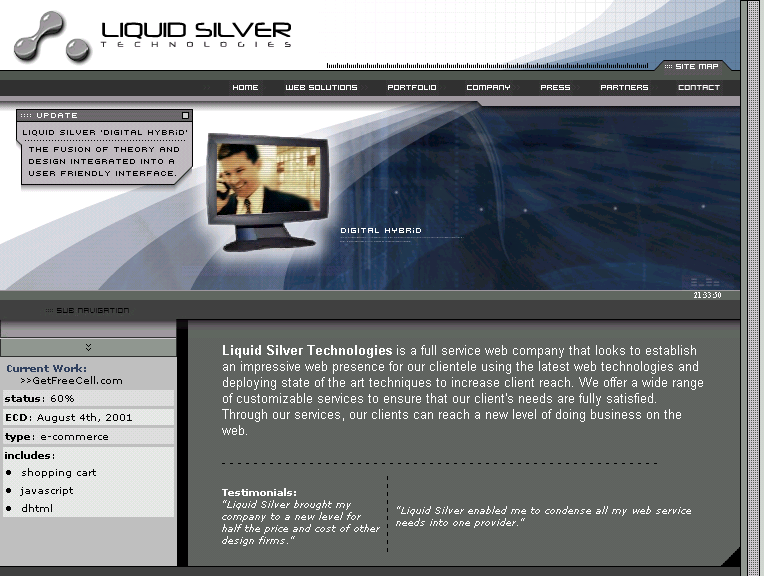 LIQUID SILVER
TECHNOLOGIES
:::: SITE MAP
HOME WEB SOLUTIONS PORTFOLIO COMPANY PRESS PARTNERS CONTACT
:::: UPDATE
LIQUID SILVER 'DIGITAL HYBRiD'
THE FUSION OF THEORY AND
DESIGN INTEGRATED INTO A
USER FRIENDLY INTERFACE.
DIGITAL HYBRiD
21:33:50
:::: SUB NAVIGATION
Current Work:
>>GetFreeCell.com
status: 60%
ECD: August 4th, 2001
type: e-commerce
includes:
• shopping cart
• javascript
• dhtml
Liquid Silver Technologies is a full service web company that looks to establish
an impressive web presence for our clientele using the latest web technologies and
deploying state of the art techniques to increase client reach. We offer a wide range
of customizable services to ensure that our client's needs are fully satisfied.
Through our services, our clients can reach a new level of doing business on the
web.
Testimonials:
"Liquid Silver brought my
company to a new level for
half the price and cost of other
design firms."
"Liquid Silver enabled me to condense all my web service
needs into one provider."